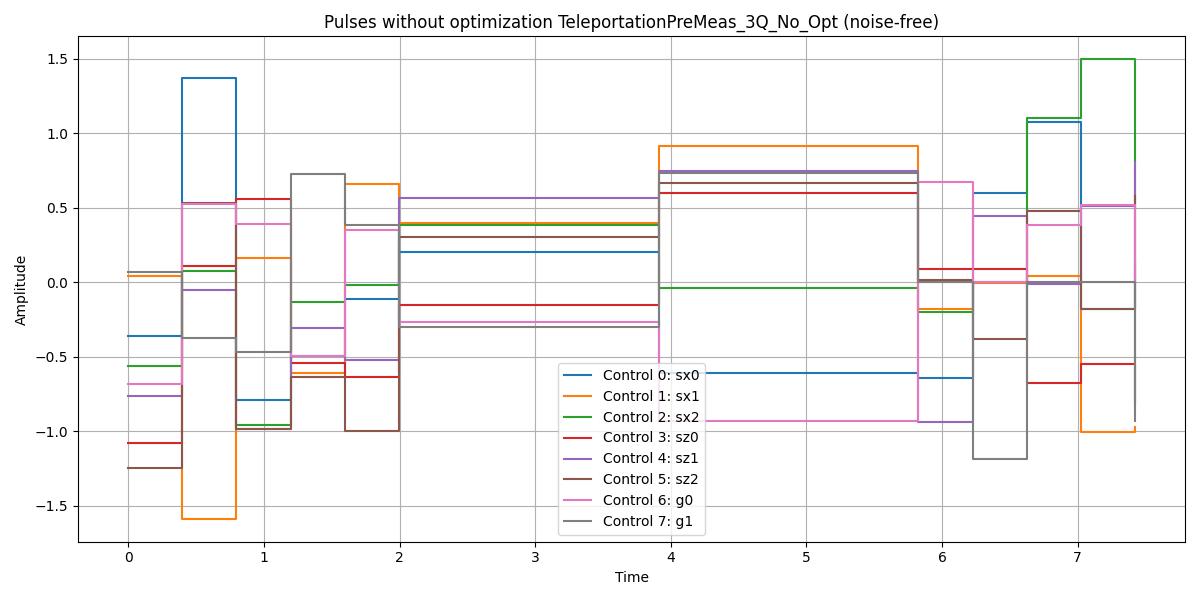 Pulses without optimization TeleportationPreMeas_3Q_No_Opt (noise-free)
Amplitude
1.5
1.0
0.5
0.0
−0.5
−1.0
−1.5
Control 0: sx0
Control 1: sx1
Control 2: sx2
Control 3: sz0
Control 4: sz1
Control 5: sz2
Control 6: g0
Control 7: g1
0 1 2 3 4 5 6 7
Time